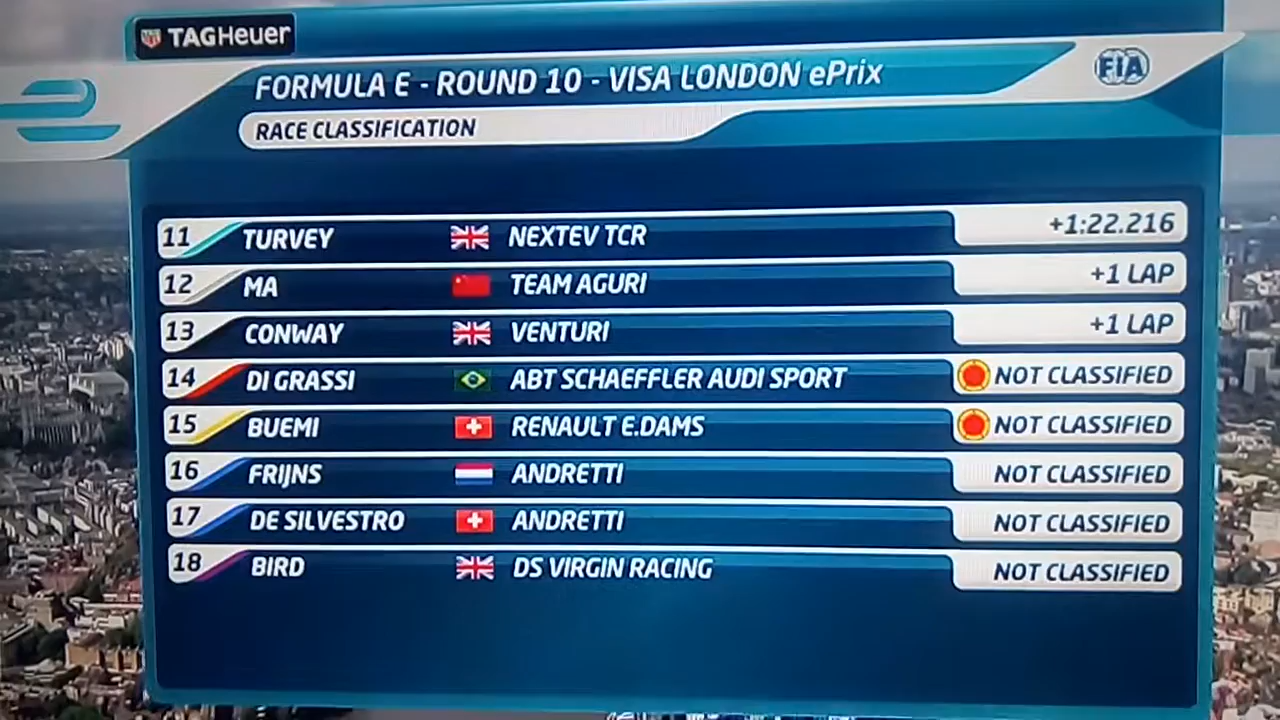 TAGHeuer
FORMULA E - ROUND 10 - VISA LONDON ePrix
FIA
RACE CLASSIFICATION
11 TURVEY NEXTEV TCR +1:22.216
12 MA TEAM AGURI +1 LAP
13 CONWAY VENTURI +1 LAP
14 DI GRASSI ABT SCHAEFFLER AUDI SPORT NOT CLASSIFIED
15 BUEMI RENAULT E.DAMS NOT CLASSIFIED
16 FRIJNS ANDRETTI NOT CLASSIFIED
17 DE SILVESTRO ANDRETTI NOT CLASSIFIED
18 BIRD DS VIRGIN RACING NOT CLASSIFIED